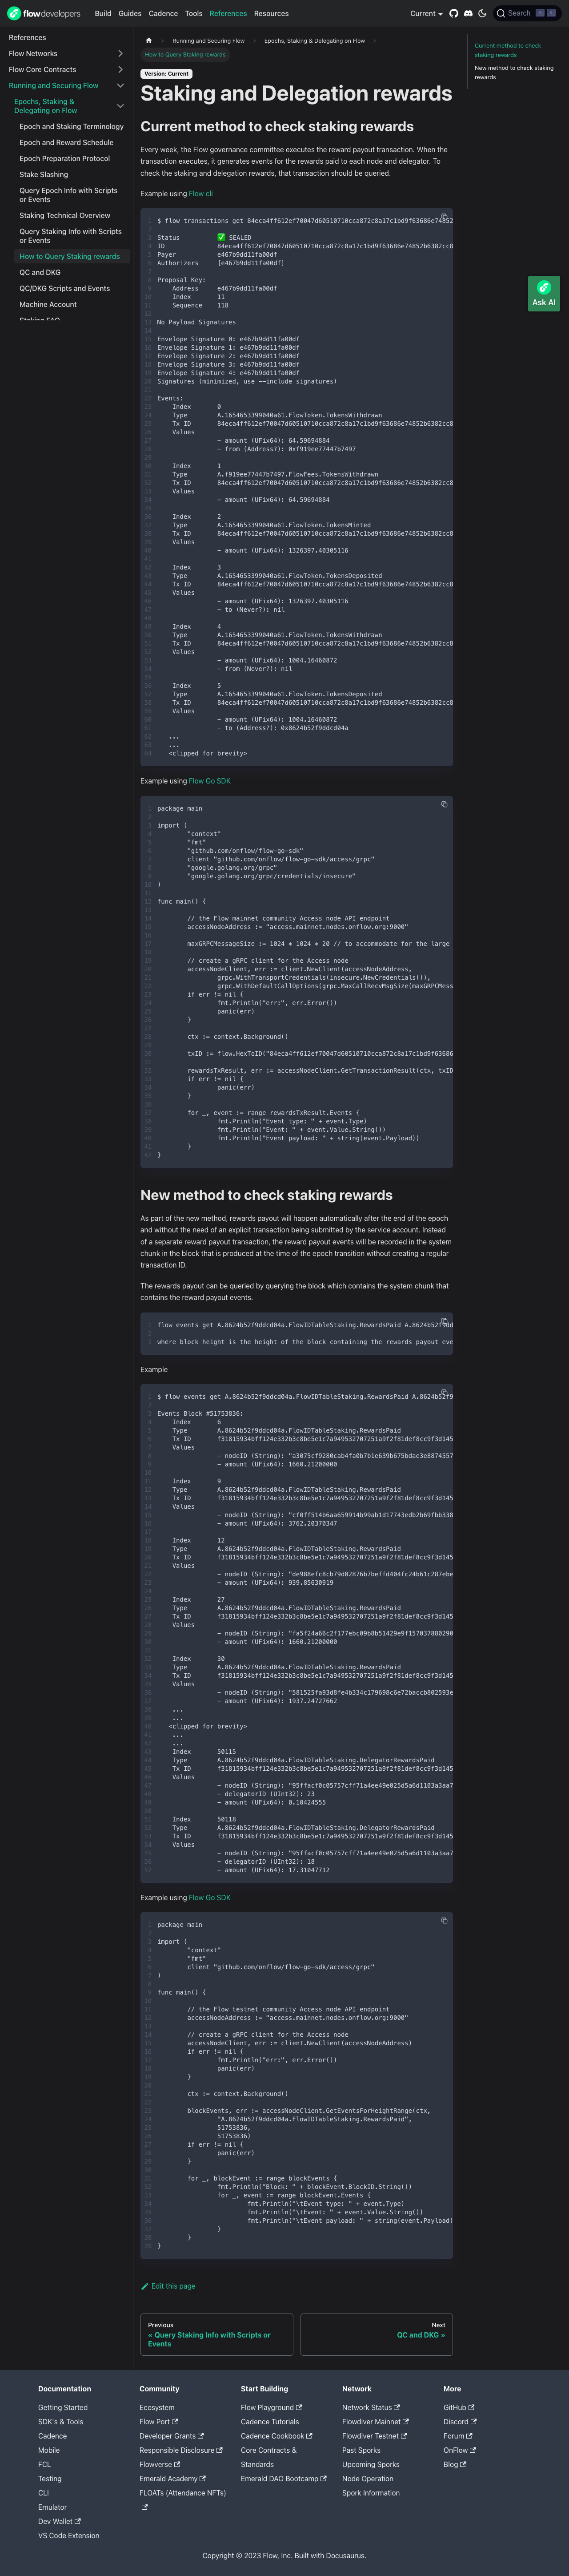 flowdevelopers
Build
Guides
Cadence
Tools
References
Resources
Current
Search
References
Flow Networks
Flow Core Contracts
Running and Securing Flow
Epochs, Staking &
Delegating on Flow
Epoch and Staking Terminology
Epoch and Reward Schedule
Epoch Preparation Protocol
Stake Slashing
Query Epoch Info with Scripts
or Events
Staking Technical Overview
Query Staking Info with Scripts
or Events
How to Query Staking rewards
QC and DKG
QC/DKG Scripts and Events
Machine Account
Staking FAQ
Running and Securing Flow
Epochs, Staking & Delegating on Flow
How to Query Staking rewards
Version: Current
Staking and Delegation rewards
Current method to check staking rewards
Every week, the Flow governance committee executes the reward payout transaction. When the
transaction executes, it generates events for the rewards paid to each node and delegator. To
check the staking and delegation rewards, that transaction should be queried.
Example using Flow cli
$ flow transactions get 84eca4ff612ef70047d60510710cca872c8a17c1bd9f63686e74852
Status ✅ SEALED
ID 84eca4ff612ef70047d60510710cca872c8a17c1bd9f63686e74852b6382cc8
Payer e467b9dd11fa00df
Authorizers [e467b9dd11fa00df]
Proposal Key:
Address e467b9dd11fa00df
Index 11
Sequence 118
No Payload Signatures
Envelope Signature 0: e467b9dd11fa00df
Envelope Signature 1: e467b9dd11fa00df
Envelope Signature 2: e467b9dd11fa00df
Envelope Signature 3: e467b9dd11fa00df
Envelope Signature 4: e467b9dd11fa00df
Signatures (minimized, use --include signatures)
Events:
Index 0
Type A.1654653399040a61.FlowToken.TokensWithdrawn
Tx ID 84eca4ff612ef70047d60510710cca872c8a17c1bd9f63686e74852b6382cc8
Values
- amount (UFix64): 64.59694884
- from (Address?): 0xf919ee77447b7497
Index 1
Type A.f919ee77447b7497.FlowFees.TokensWithdrawn
Tx ID 84eca4ff612ef70047d60510710cca872c8a17c1bd9f63686e74852b6382cc8
Values
- amount (UFix64): 64.59694884
Index 2
Type A.1654653399040a61.FlowToken.TokensMinted
Tx ID 84eca4ff612ef70047d60510710cca872c8a17c1bd9f63686e74852b6382cc8
Values
- amount (UFix64): 1326397.40305116
Index 3
Type A.1654653399040a61.FlowToken.TokensDeposited
Tx ID 84eca4ff612ef70047d60510710cca872c8a17c1bd9f63686e74852b6382cc8
Values
- amount (UFix64): 1326397.40305116
- to (Never?): nil
Index 4
Type A.1654653399040a61.FlowToken.TokensWithdrawn
Tx ID 84eca4ff612ef70047d60510710cca872c8a17c1bd9f63686e74852b6382cc8
Values
- amount (UFix64): 1004.16460872
- from (Never?): nil
Index 5
Type A.1654653399040a61.FlowToken.TokensDeposited
Tx ID 84eca4ff612ef70047d60510710cca872c8a17c1bd9f63686e74852b6382cc8
Values
- amount (UFix64): 1004.16460872
- to (Address?): 0x8624b52f9ddcd04a
...
...
<clipped for brevity>
Example using Flow Go SDK
package main
import (
"context"
"fmt"
"github.com/onflow/flow-go-sdk"
client "github.com/onflow/flow-go-sdk/access/grpc"
"google.golang.org/grpc"
"google.golang.org/grpc/credentials/insecure"
)
func main() {
// the Flow mainnet community Access node API endpoint
accessNodeAddress := "access.mainnet.nodes.onflow.org:9000"
maxGRPCMessageSize := 1024 * 1024 * 20 // to accommodate for the large
// create a gRPC client for the Access node
accessNodeClient, err := client.NewClient(accessNodeAddress,
grpc.WithTransportCredentials(insecure.NewCredentials()),
grpc.WithDefaultCallOptions(grpc.MaxCallRecvMsgSize(maxGRPCMess
if err != nil {
fmt.Println("err:", err.Error())
panic(err)
}
ctx := context.Background()
txID := flow.HexToID("84eca4ff612ef70047d60510710cca872c8a17c1bd9f63686
rewardsTxResult, err := accessNodeClient.GetTransactionResult(ctx, txID
if err != nil {
panic(err)
}
for _, event := range rewardsTxResult.Events {
fmt.Println("Event type: " + event.Type)
fmt.Println("Event: " + event.Value.String())
fmt.Println("Event payload: " + string(event.Payload))
}
}
New method to check staking rewards
As part of the new method, rewards payout will happen automatically after the end of the epoch
and without the need of an explicit transaction being submitted by the service account. Instead
of a separate reward payout transaction, the reward payout events will be recorded in the system
chunk in the block that is produced at the time of the epoch transition without creating a regular
transaction ID.
The rewards payout can be queried by querying the block which contains the system chunk that
contains the reward payout events.
flow events get A.8624b52f9ddcd04a.FlowIDTableStaking.RewardsPaid A.8624b52f9dd
where block height is the height of the block containing the rewards payout eve
Example
$ flow events get A.8624b52f9ddcd04a.FlowIDTableStaking.RewardsPaid A.8624b52f9
Events Block #51753836:
Index 6
Type A.8624b52f9ddcd04a.FlowIDTableStaking.RewardsPaid
Tx ID f31815934bff124e332b3c8be5e1c7a949532707251a9f2f81def8cc9f3d145
Values
- nodeID (String): "a3075cf9280cab4fa0b7b1e639b675bdae3e8874557
- amount (UFix64): 1660.21200000
Index 9
Type A.8624b52f9ddcd04a.FlowIDTableStaking.RewardsPaid
Tx ID f31815934bff124e332b3c8be5e1c7a949532707251a9f2f81def8cc9f3d145
Values
- nodeID (String): "cf0ff514b6aa659914b99ab1d17743edb2b69fbb338
- amount (UFix64): 3762.20370347
Index 12
Type A.8624b52f9ddcd04a.FlowIDTableStaking.RewardsPaid
Tx ID f31815934bff124e332b3c8be5e1c7a949532707251a9f2f81def8cc9f3d145
Values
- nodeID (String): "de988efc8cb79d02876b7beffd404fc24b61c287ebe
- amount (UFix64): 939.85630919
Index 27
Type A.8624b52f9ddcd04a.FlowIDTableStaking.RewardsPaid
Tx ID f31815934bff124e332b3c8be5e1c7a949532707251a9f2f81def8cc9f3d145
Values
- nodeID (String): "fa5f24a66c2f177ebc09b8b51429e9f157037880290
- amount (UFix64): 1660.21200000
Index 30
Type A.8624b52f9ddcd04a.FlowIDTableStaking.RewardsPaid
Tx ID f31815934bff124e332b3c8be5e1c7a949532707251a9f2f81def8cc9f3d145
Values
- nodeID (String): "581525fa93d8fe4b334c179698c6e72baccb802593e
- amount (UFix64): 1937.24727662
...
...
<clipped for brevity>
...
...
Index 50115
Type A.8624b52f9ddcd04a.FlowIDTableStaking.DelegatorRewardsPaid
Tx ID f31815934bff124e332b3c8be5e1c7a949532707251a9f2f81def8cc9f3d145
Values
- nodeID (String): "95ffacf0c05757cff71a4ee49e025d5a6d1103a3aa7
- delegatorID (UInt32): 23
- amount (UFix64): 0.10424555
Index 50118
Type A.8624b52f9ddcd04a.FlowIDTableStaking.DelegatorRewardsPaid
Tx ID f31815934bff124e332b3c8be5e1c7a949532707251a9f2f81def8cc9f3d145
Values
- nodeID (String): "95ffacf0c05757cff71a4ee49e025d5a6d1103a3aa7
- delegatorID (UInt32): 18
- amount (UFix64): 17.31047712
Example using Flow Go SDK
package main
import (
"context"
"fmt"
client "github.com/onflow/flow-go-sdk/access/grpc"
)
func main() {
// the Flow testnet community Access node API endpoint
accessNodeAddress := "access.mainnet.nodes.onflow.org:9000"
// create a gRPC client for the Access node
accessNodeClient, err := client.NewClient(accessNodeAddress)
if err != nil {
fmt.Println("err:", err.Error())
panic(err)
}
ctx := context.Background()
blockEvents, err := accessNodeClient.GetEventsForHeightRange(ctx,
"A.8624b52f9ddcd04a.FlowIDTableStaking.RewardsPaid",
51753836,
51753836)
if err != nil {
panic(err)
}
for _, blockEvent := range blockEvents {
fmt.Println("Block: " + blockEvent.BlockID.String())
for _, event := range blockEvent.Events {
fmt.Println("\tEvent type: " + event.Type)
fmt.Println("\tEvent: " + event.Value.String())
fmt.Println("\tEvent payload: " + string(event.Payload)
}
}
}
Edit this page
Previous
« Query Staking Info with Scripts or
Events
Next
QC and DKG »
Current method to check
staking rewards
New method to check staking
rewards
Ask AI
Documentation
Getting Started
SDK's & Tools
Cadence
Mobile
FCL
Testing
CLI
Emulator
Dev Wallet
VS Code Extension
Community
Ecosystem
Flow Port
Developer Grants
Responsible Disclosure
Flowverse
Emerald Academy
FLOATs (Attendance NFTs)
Start Building
Flow Playground
Cadence Tutorials
Cadence Cookbook
Core Contracts &
Standards
Emerald DAO Bootcamp
Network
Network Status
Flowdiver Mainnet
Flowdiver Testnet
Past Sporks
Upcoming Sporks
Node Operation
Spork Information
More
GitHub
Discord
Forum
OnFlow
Blog
Copyright © 2023 Flow, Inc. Built with Docusaurus.